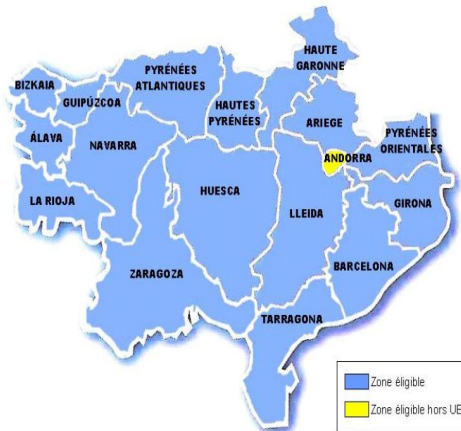 HAUTE
GARONNE
PYRÉNÉES
ATLANTIQUES
BIZKAIA
GUIPÚZCOA
HAUTES
PYRÉNÉES
ARIEGE
ÁLAVA
NAVARRA
PYRÉNÉES
ORIENTALES
ANDORRA
HUESCA
LA RIOJA
LLEIDA
GIRONA
ZARAGOZA
BARCELONA
TARRAGONA
Zone éligible
Zone éligible hors UE